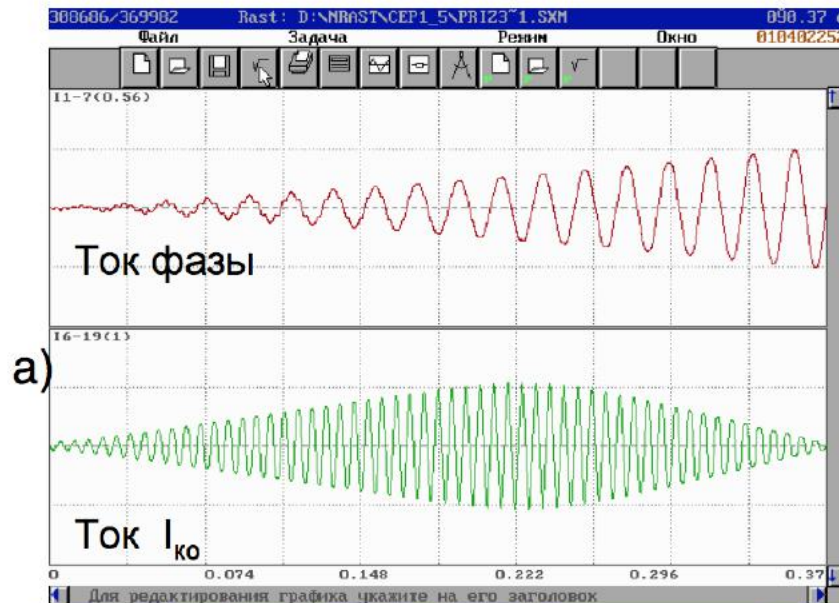 308686/369982 Rast: D:\NRAST\CEP1_5\PRIZ3~1.SXM 090.37
Файл Задача Режим Окно
I1-7(0.56)
Ток фазы
I6-19(1)
а)
Ток Iко
0 0.074 0.148 0.222 0.296 0.37
Для редактирования графика укажите на его заголовок